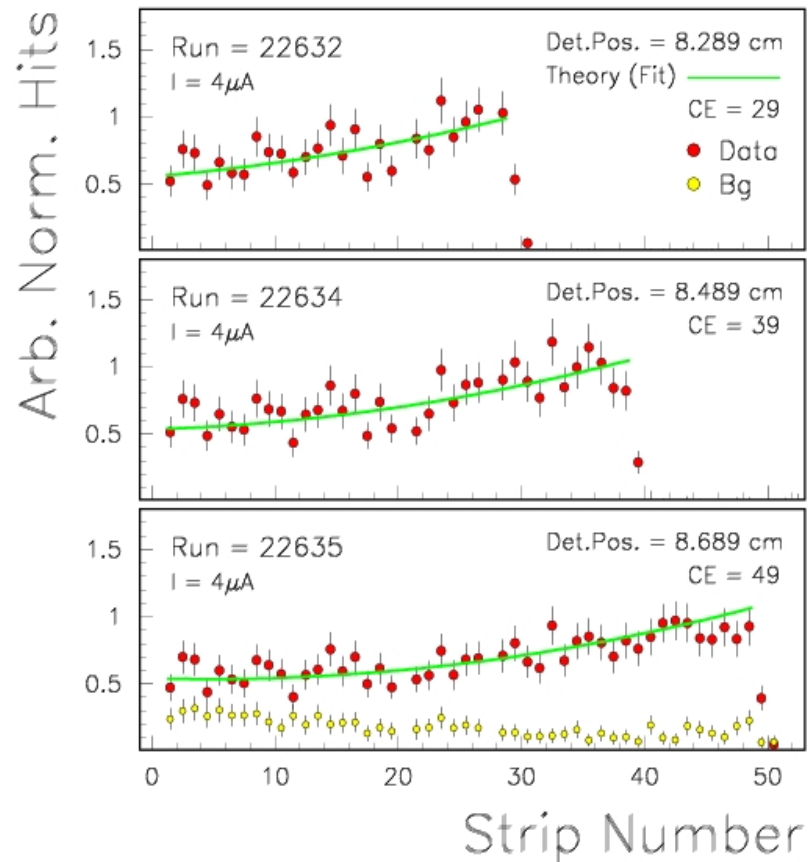 Arb. Norm. Hits
1.5
1
0.5
Run = 22632
I = 4μA
Det.Pos. = 8.289 cm
Theory (Fit)
CE = 29
Data
Bg
1.5
1
0.5
Run = 22634
I = 4μA
Det.Pos. = 8.489 cm
CE = 39
1.5
1
0.5
Run = 22635
I = 4μA
Det.Pos. = 8.689 cm
CE = 49
0 10 20 30 40 50
Strip Number